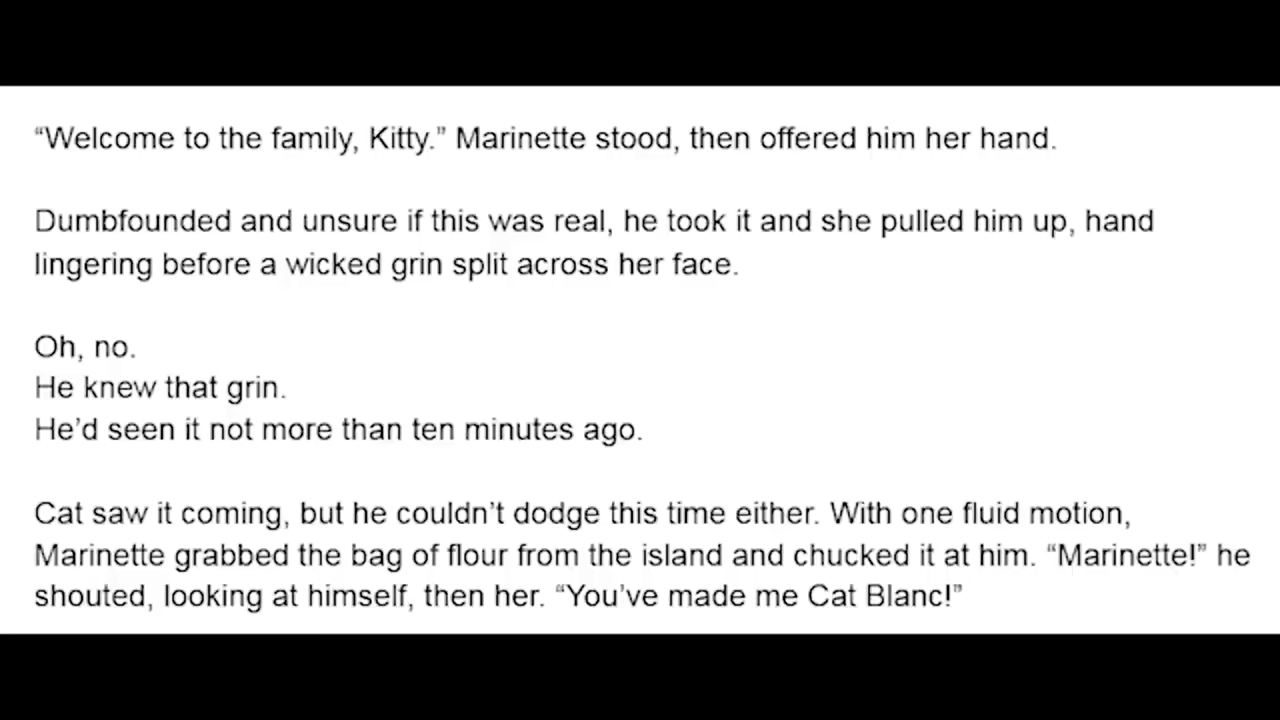 “Welcome to the family, Kitty.” Marinette stood, then offered him her hand.
Dumbfounded and unsure if this was real, he took it and she pulled him up, hand
lingering before a wicked grin split across her face.
Oh, no.
He knew that grin.
He’d seen it not more than ten minutes ago.
Cat saw it coming, but he couldn’t dodge this time either. With one fluid motion,
Marinette grabbed the bag of flour from the island and chucked it at him. “Marinette!” he
shouted, looking at himself, then her. “You’ve made me Cat Blanc!”